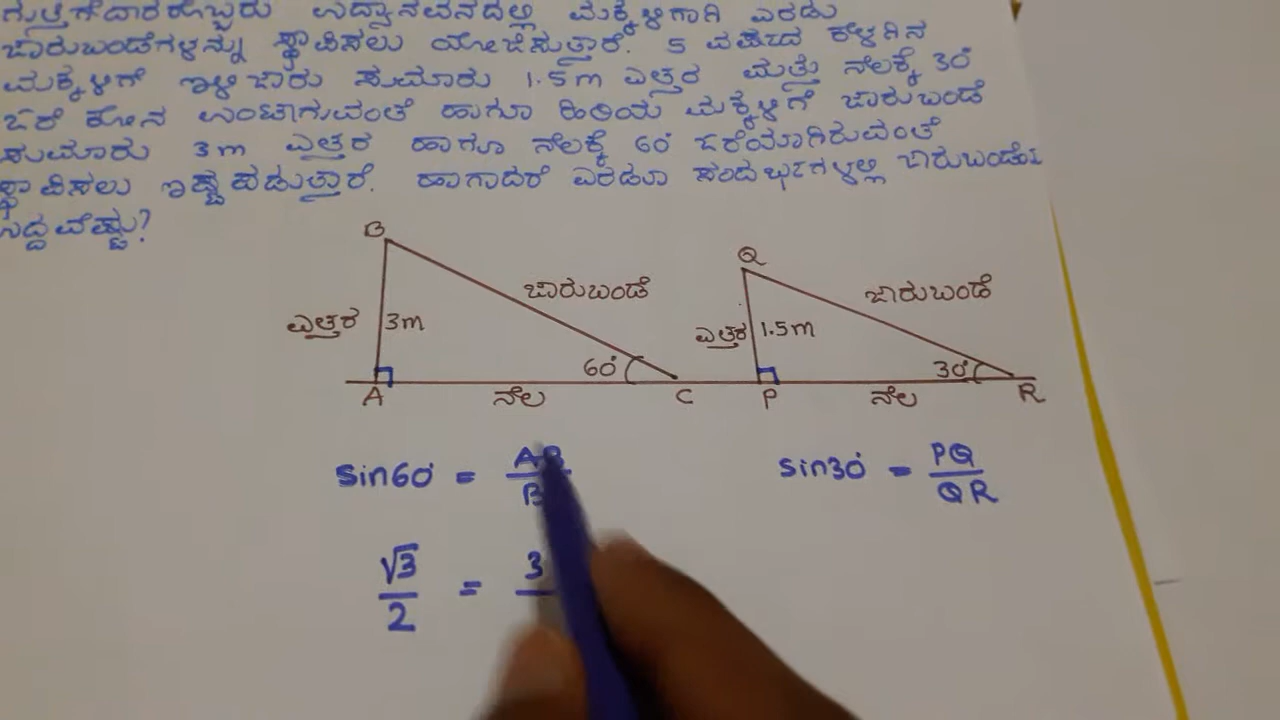 ಗುತ್ತಿಗೆದಾರರೊಬ್ಬರು ಉದ್ಯಾನವನದಲ್ಲಿ ಮಕ್ಕಳಿಗಾಗಿ ಎರಡು
ಜಾರುಬಂಡೆಗಳನ್ನು ಸ್ಥಾಪಿಸಲು ಯೋಜಿಸುತ್ತಾರೆ. 5 ವರ್ಷದ ಕೆಳಗಿನ
ಮಕ್ಕಳಿಗೆ ಇಳಿಜಾರು ಸುಮಾರು 1.5m ಎತ್ತರ ಮತ್ತು ನೆಲಕ್ಕೆ 30°
ಓರೆ ಕೋನ ಉಂಟಾಗುವಂತೆ ಹಾಗೂ ಹಿರಿಯ ಮಕ್ಕಳಿಗೆ ಜಾರುಬಂಡೆ
ಸುಮಾರು 3m ಎತ್ತರ ಹಾಗೂ ನೆಲಕ್ಕೆ 60° ಓರೆಯಾಗಿರುವಂತೆ
ಸ್ಥಾಪಿಸಲು ಇಷ್ಟಪಡುತ್ತಾರೆ. ಹಾಗಾದರೆ ಎರಡೂ ಸಂದರ್ಭಗಳಲ್ಲಿ ಜಾರುಬಂಡೆಯ
ಉದ್ದವೆಷ್ಟು?
B
Q
ಜಾರುಬಂಡೆ ಜಾರುಬಂಡೆ
ಎತ್ತರ 3m ಎತ್ತರ 1.5m
60° 30°
A ನೆಲ C P ನೆಲ R
sin60° = AB/B
sin30° = PQ/QR
√3/2 = 3